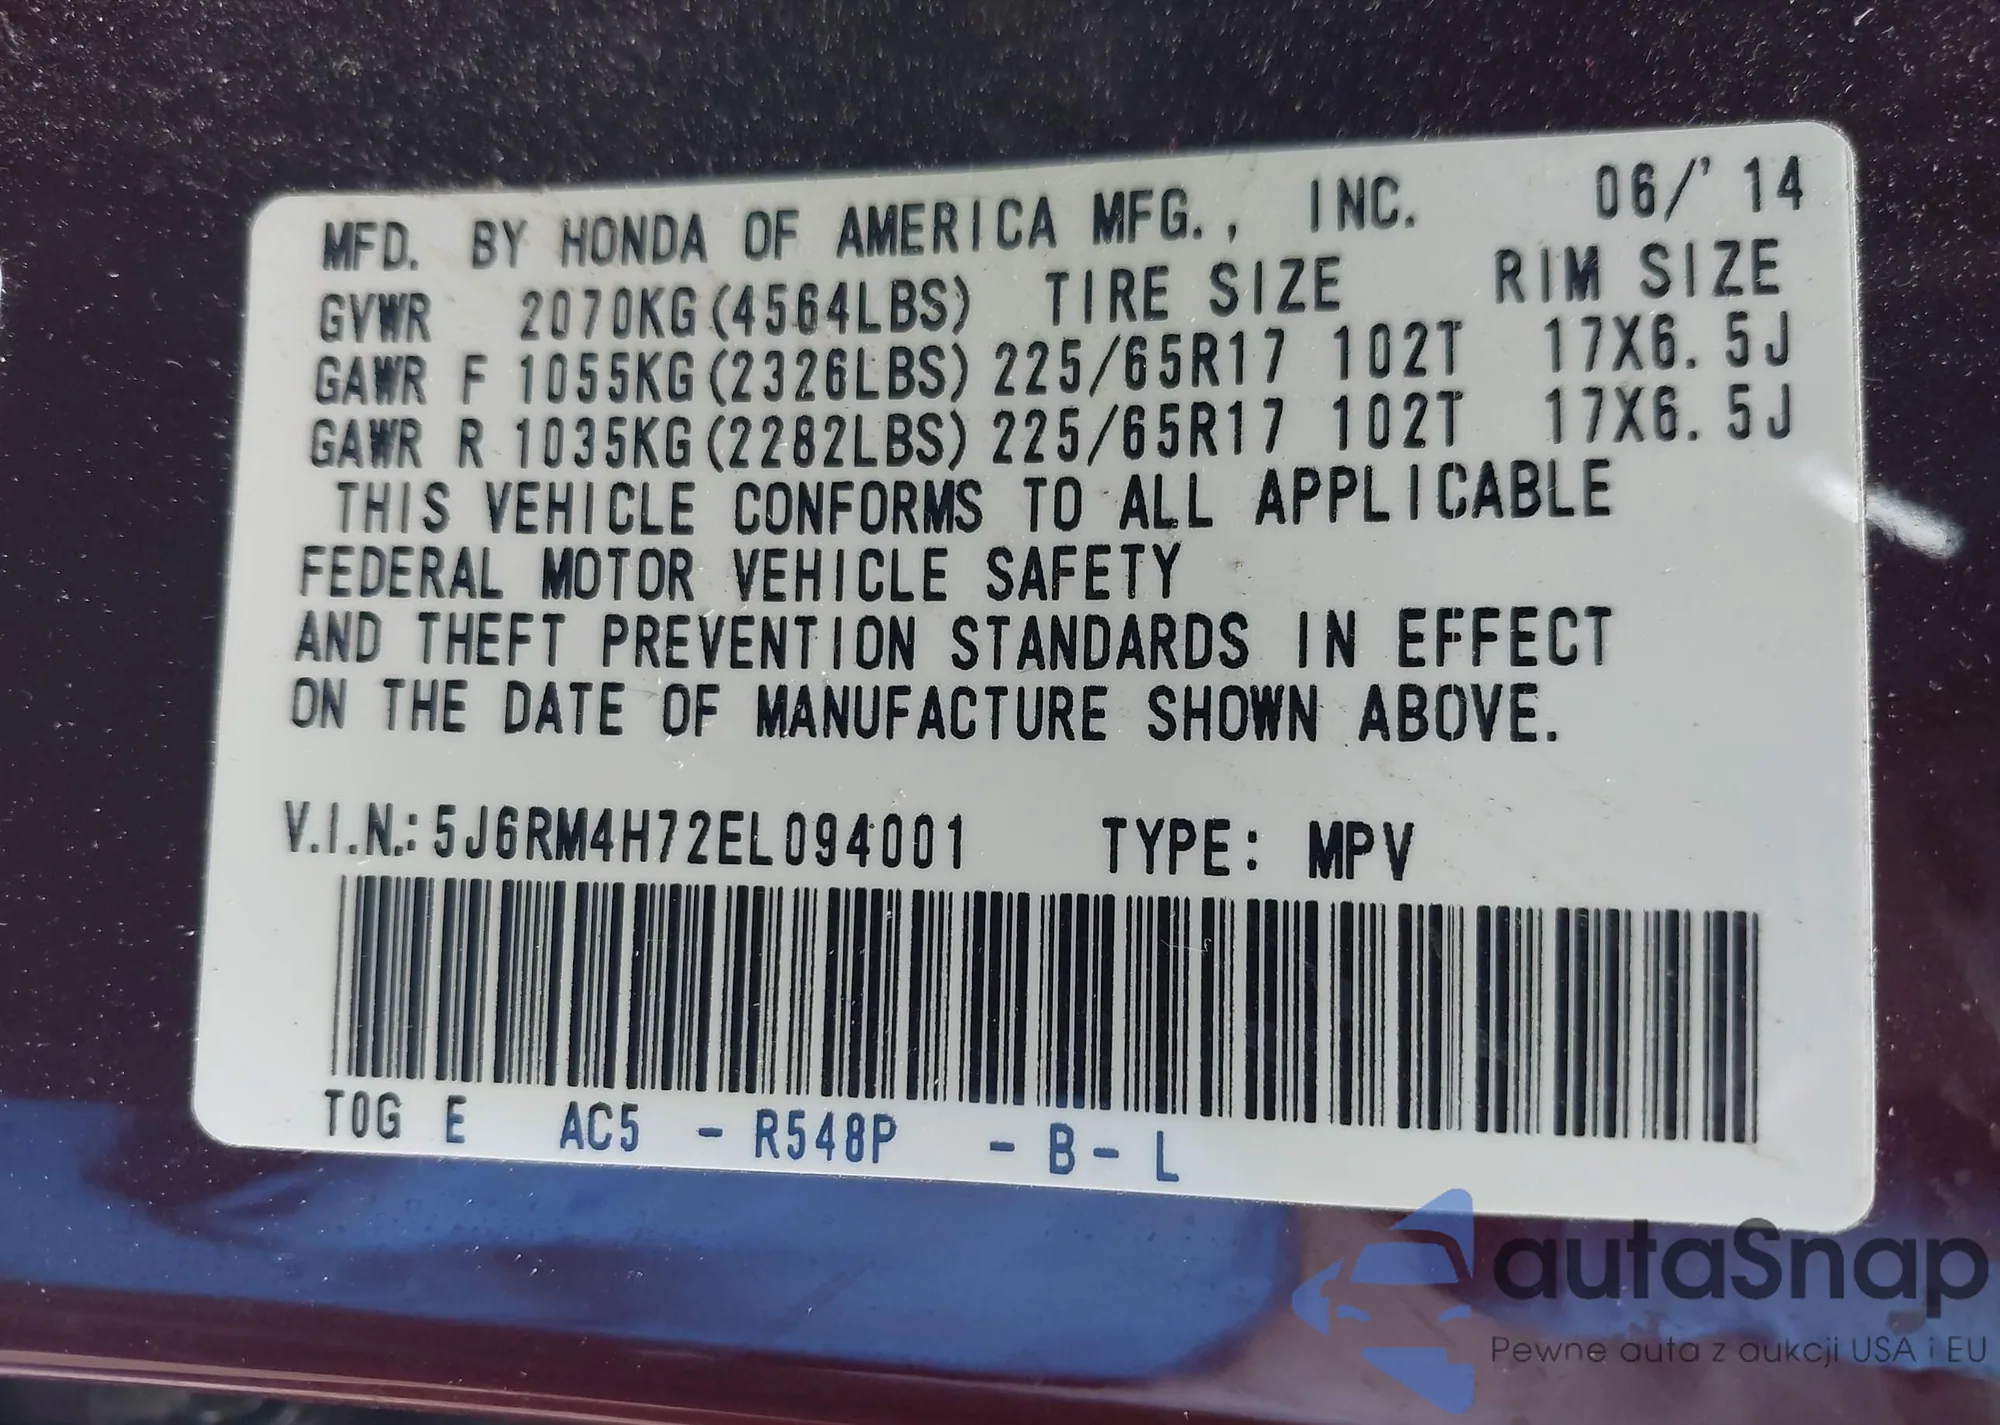 MFD. BY HONDA OF AMERICA MFG., INC. 06/'14
GVWR 2070KG(4564LBS) TIRE SIZE RIM SIZE
GAWR F 1055KG(2326LBS) 225/65R17 102T 17X6.5J
GAWR R 1035KG(2282LBS) 225/65R17 102T 17X6.5J
THIS VEHICLE CONFORMS TO ALL APPLICABLE
FEDERAL MOTOR VEHICLE SAFETY
AND THEFT PREVENTION STANDARDS IN EFFECT
ON THE DATE OF MANUFACTURE SHOWN ABOVE.
V.I.N.: 5J6RM4H72EL094001 TYPE: MPV
T0G E AC5 - R548P - B - L
autaSnap
Pewne auta z aukcji USA i EU